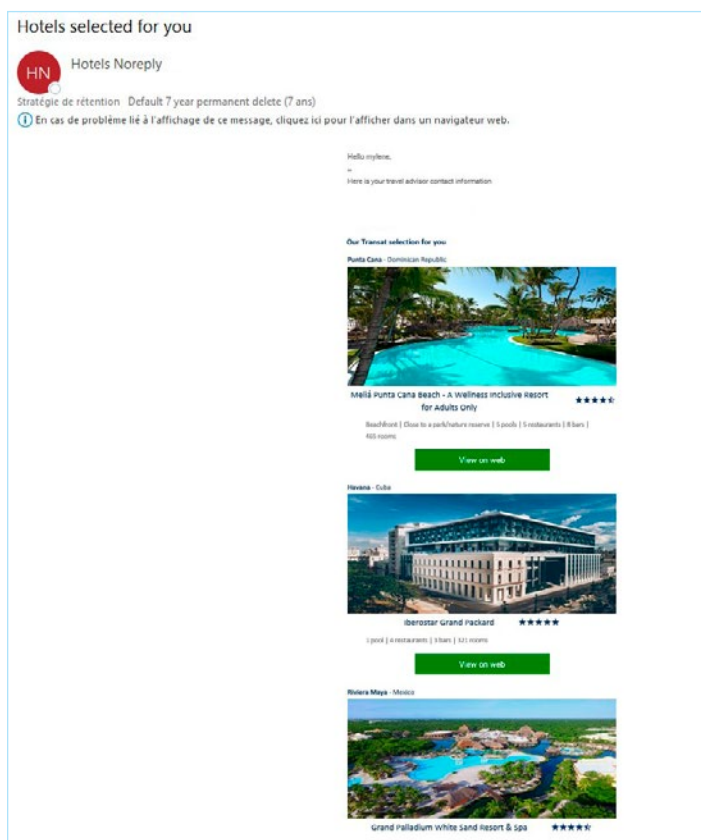 Hotels selected for you
HN
Hotels Noreply
Stratégie de rétention Default 7 year permanent delete (7 ans)
En cas de problème lié à l'affichage de ce message, cliquez ici pour l'afficher dans un navigateur web.
Hello mylene,
Here is your travel advisor contact information
Our Transat selection for you
Punta Cana - Dominican Republic
Meliá Punta Cana Beach - A Wellness Inclusive Resort
for Adults Only
Beachfront | Close to a park/nature reserve | 5 pools | 5 restaurants | 8 bars |
rooms
View on web
Havana - Cuba
Iberostar Grand Packard
1 pool | 4 restaurants | 3 bars | 321 rooms
View on web
Riviera Maya - Mexico
Grand Palladium White Sand Resort & Spa